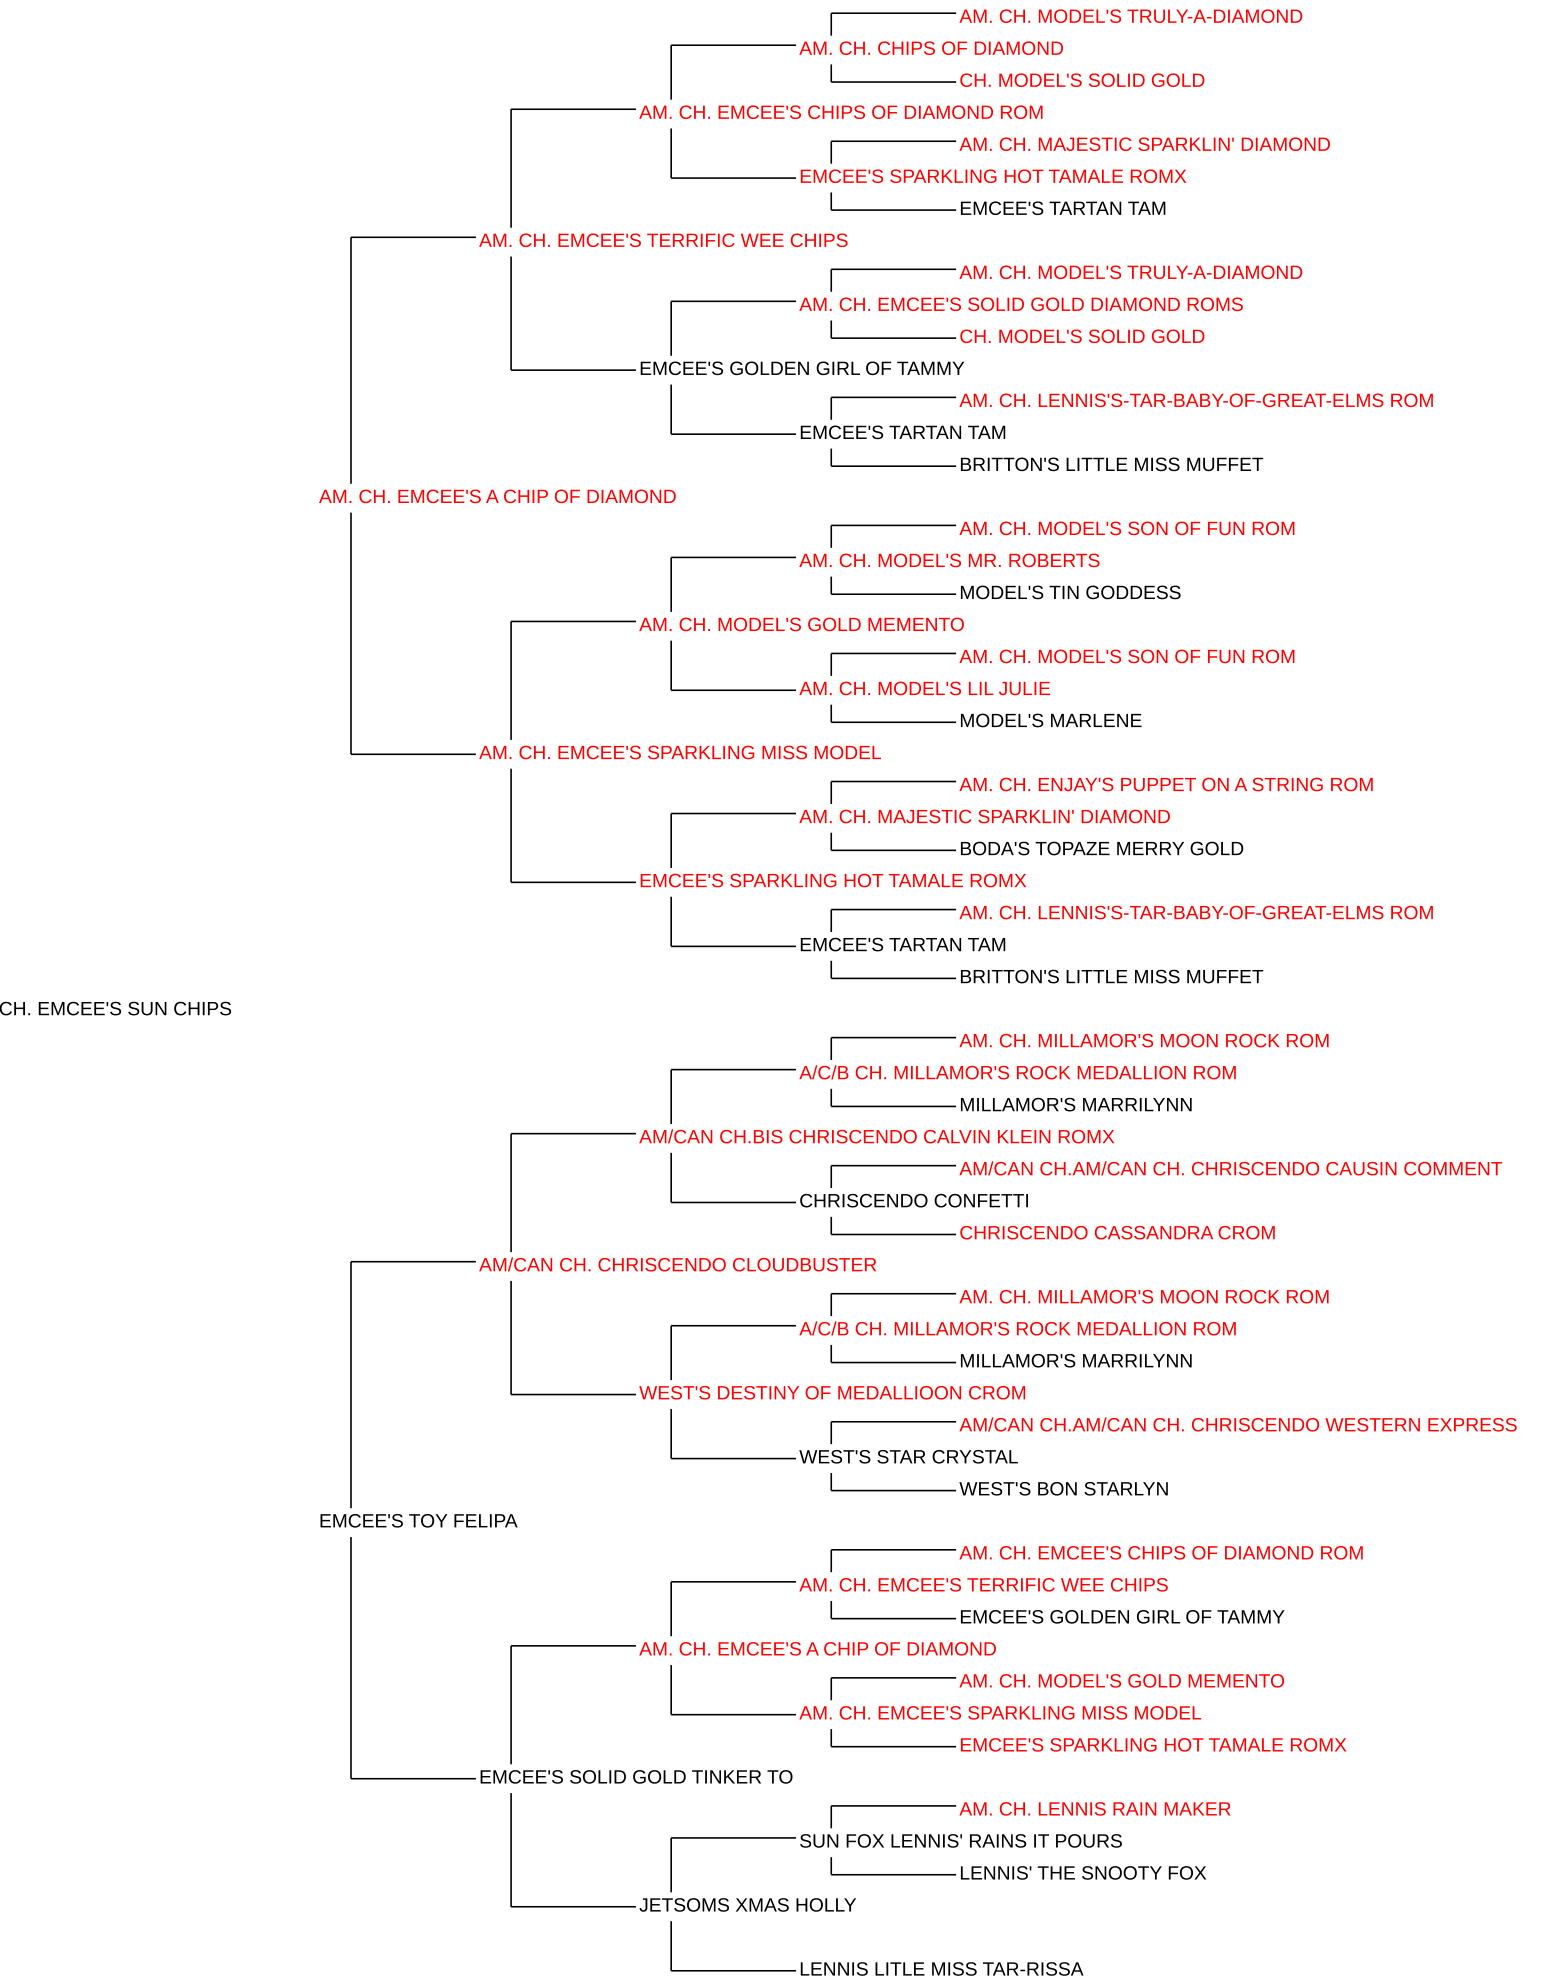 AM. CH. MODEL'S TRULY-A-DIAMOND
AM. CH. CHIPS OF DIAMOND
CH. MODEL'S SOLID GOLD
AM. CH. EMCEE'S CHIPS OF DIAMOND ROM
AM. CH. MAJESTIC SPARKLIN' DIAMOND
EMCEE'S SPARKLING HOT TAMALE ROMX
EMCEE'S TARTAN TAM
AM. CH. EMCEE'S TERRIFIC WEE CHIPS
AM. CH. MODEL'S TRULY-A-DIAMOND
AM. CH. EMCEE'S SOLID GOLD DIAMOND ROMS
CH. MODEL'S SOLID GOLD
EMCEE'S GOLDEN GIRL OF TAMMY
AM. CH. LENNIS'S-TAR-BABY-OF-GREAT-ELMS ROM
EMCEE'S TARTAN TAM
BRITTON'S LITTLE MISS MUFFET
AM. CH. EMCEE'S A CHIP OF DIAMOND
AM. CH. MODEL'S SON OF FUN ROM
AM. CH. MODEL'S MR. ROBERTS
MODEL'S TIN GODDESS
AM. CH. MODEL'S GOLD MEMENTO
AM. CH. MODEL'S SON OF FUN ROM
AM. CH. MODEL'S LIL JULIE
MODEL'S MARLENE
AM. CH. EMCEE'S SPARKLING MISS MODEL
AM. CH. ENJAY'S PUPPET ON A STRING ROM
AM. CH. MAJESTIC SPARKLIN' DIAMOND
BODA'S TOPAZE MERRY GOLD
EMCEE'S SPARKLING HOT TAMALE ROMX
AM. CH. LENNIS'S-TAR-BABY-OF-GREAT-ELMS ROM
EMCEE'S TARTAN TAM
BRITTON'S LITTLE MISS MUFFET
CH. EMCEE'S SUN CHIPS
AM. CH. MILLAMOR'S MOON ROCK ROM
A/C/B CH. MILLAMOR'S ROCK MEDALLION ROM
MILLAMOR'S MARRILYNN
AM/CAN CH.BIS CHRISCENDO CALVIN KLEIN ROMX
AM/CAN CH.AM/CAN CH. CHRISCENDO CAUSIN COMMENT
CHRISCENDO CONFETTI
CHRISCENDO CASSANDRA CROM
AM/CAN CH. CHRISCENDO CLOUDBUSTER
AM. CH. MILLAMOR'S MOON ROCK ROM
A/C/B CH. MILLAMOR'S ROCK MEDALLION ROM
MILLAMOR'S MARRILYNN
WEST'S DESTINY OF MEDALLIOON CROM
AM/CAN CH.AM/CAN CH. CHRISCENDO WESTERN EXPRESS
WEST'S STAR CRYSTAL
WEST'S BON STARLYN
EMCEE'S TOY FELIPA
AM. CH. EMCEE'S CHIPS OF DIAMOND ROM
AM. CH. EMCEE'S TERRIFIC WEE CHIPS
EMCEE'S GOLDEN GIRL OF TAMMY
AM. CH. EMCEE'S A CHIP OF DIAMOND
AM. CH. MODEL'S GOLD MEMENTO
AM. CH. EMCEE'S SPARKLING MISS MODEL
EMCEE'S SPARKLING HOT TAMALE ROMX
EMCEE'S SOLID GOLD TINKER TO
AM. CH. LENNIS RAIN MAKER
SUN FOX LENNIS' RAINS IT POURS
LENNIS' THE SNOOTY FOX
JETSOMS XMAS HOLLY
LENNIS LITLE MISS TAR-RISSA